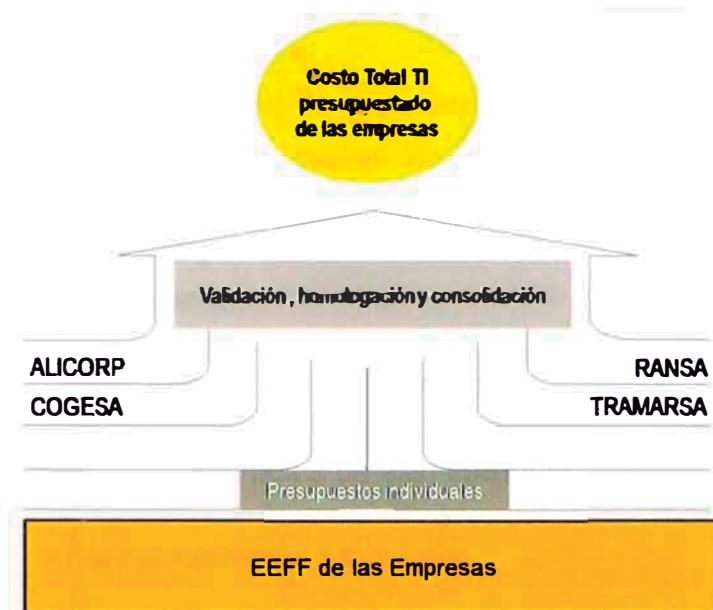 Costo Total TI
presupuestado
de las empresas
Validación, homologación y consolidación
ALICORP
RANSA
COGESA
TRAMARSA
Presupuestos individuales
EEFF de las Empresas